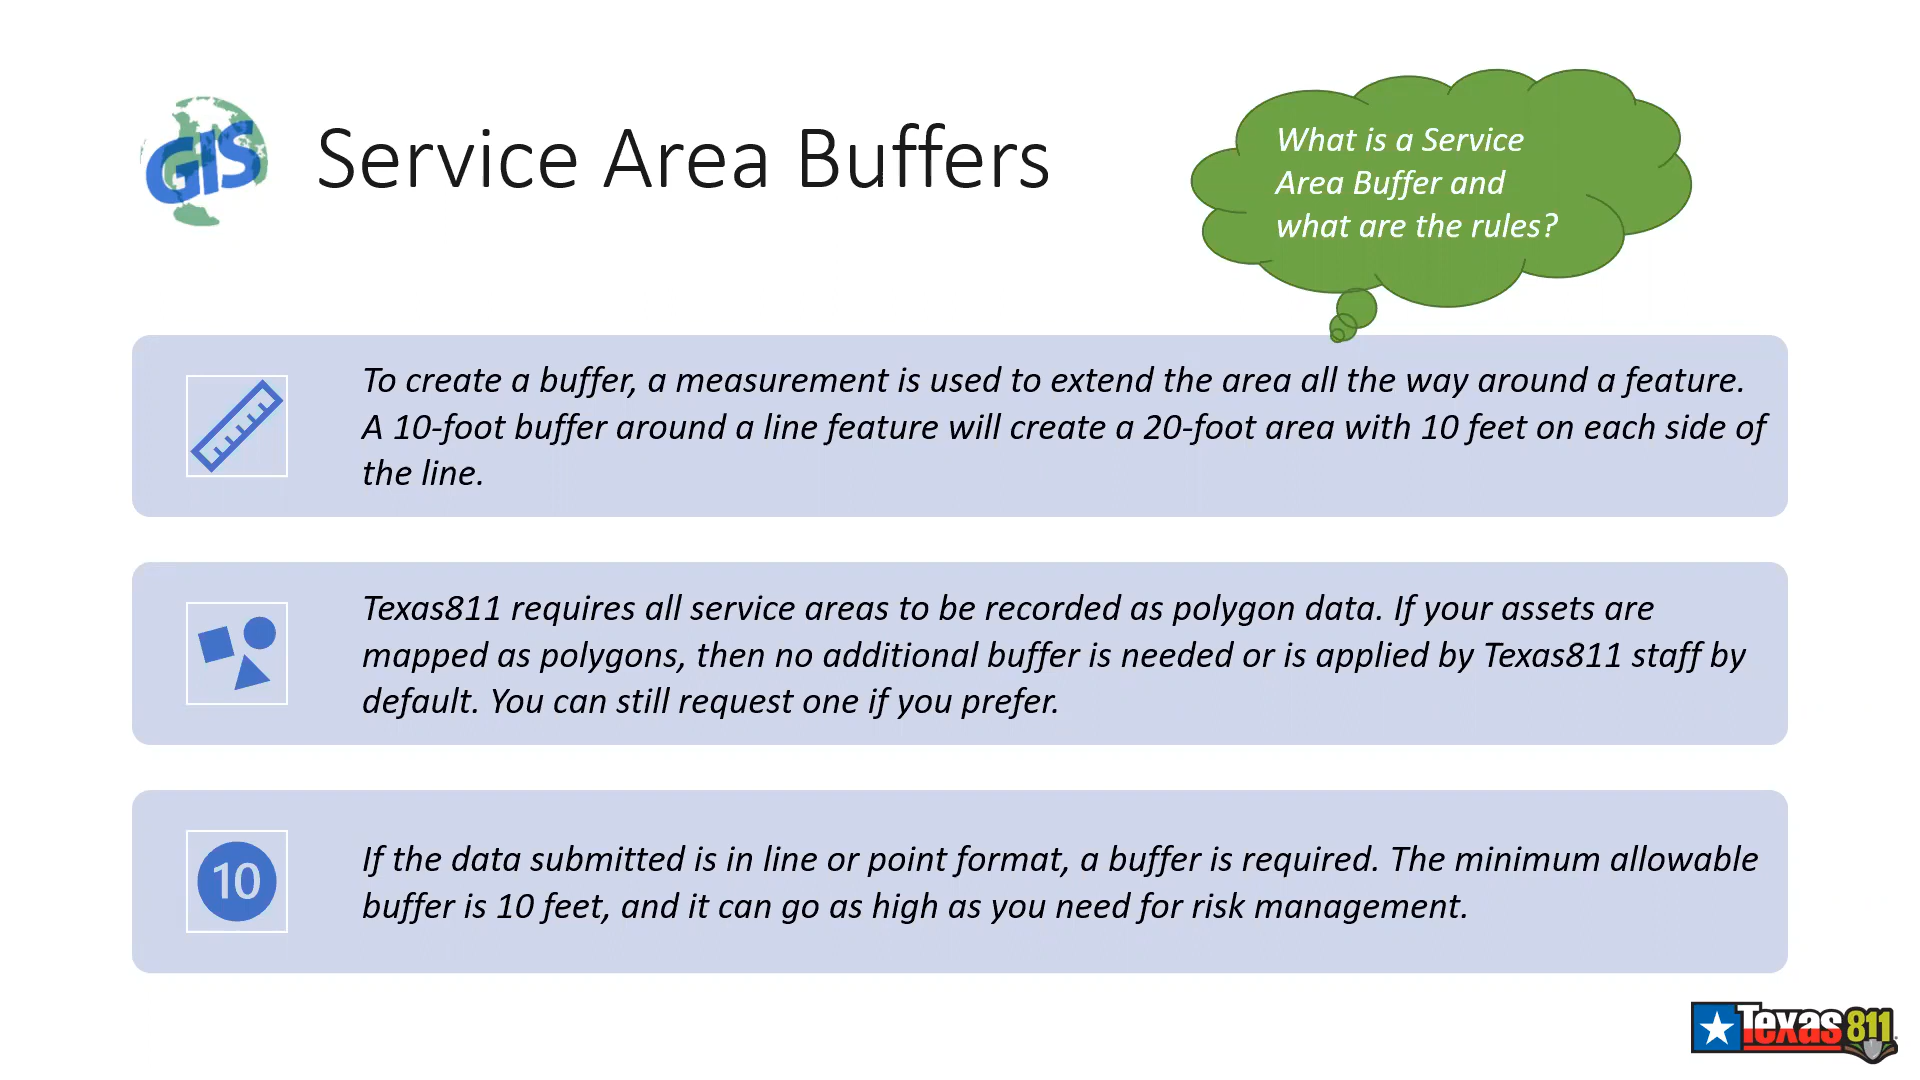 GIS
Service Area Buffers
What is a Service
Area Buffer and
what are the rules?
To create a buffer, a measurement is used to extend the area all the way around a feature.
A 10-foot buffer around a line feature will create a 20-foot area with 10 feet on each side of
the line.
Texas811 requires all service areas to be recorded as polygon data. If your assets are
mapped as polygons, then no additional buffer is needed or is applied by Texas811 staff by
default. You can still request one if you prefer.
10
If the data submitted is in line or point format, a buffer is required. The minimum allowable
buffer is 10 feet, and it can go as high as you need for risk management.
Texas 811